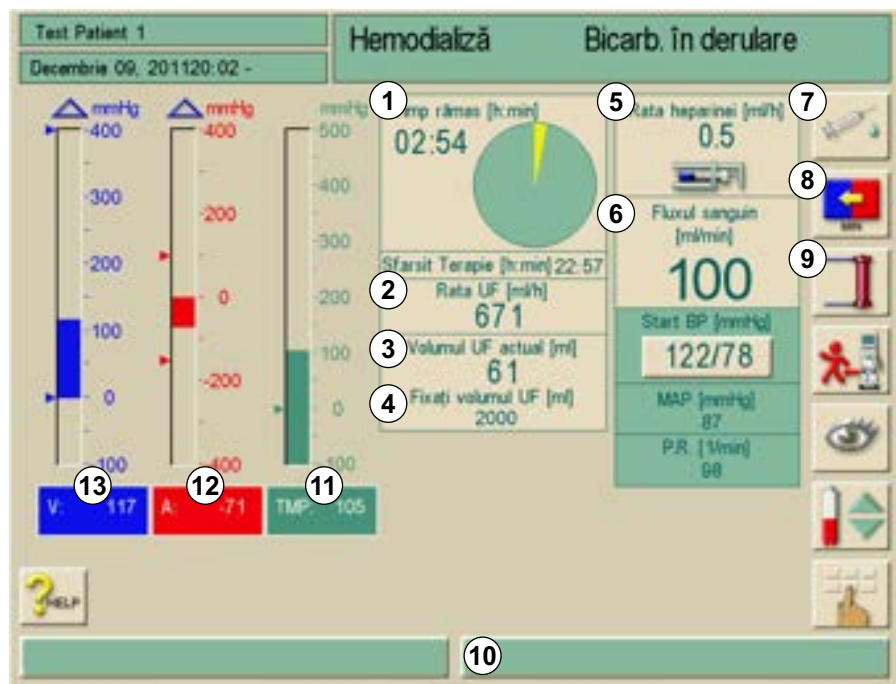 Test Patient 1
Decembrie 09, 201120:02 -
Hemodializă Bicarb. în derulare
mmHg
400
300
200
100
0
-100
13
V: 117
mmHg
400
200
0
-200
-400
12
A: -71
mmHg
500
400
300
200
100
0
-100
11
TMP: 105
1
Timp rămas [h:min]
02:54
Sfarsit Terapie [h:min] 22:57
2
Rata UF [ml/h]
671
3
Volumul UF actual [ml]
61
4
Fixați volumul UF [ml]
2000
5
Rata heparinei [ml/h]
0.5
6
Fluxul sanguin
[ml/min]
100
Start BP [mmHg]
122/78
MAP [mmHg]
87
P.R. [1/min]
98
7
8
9
HELP
10